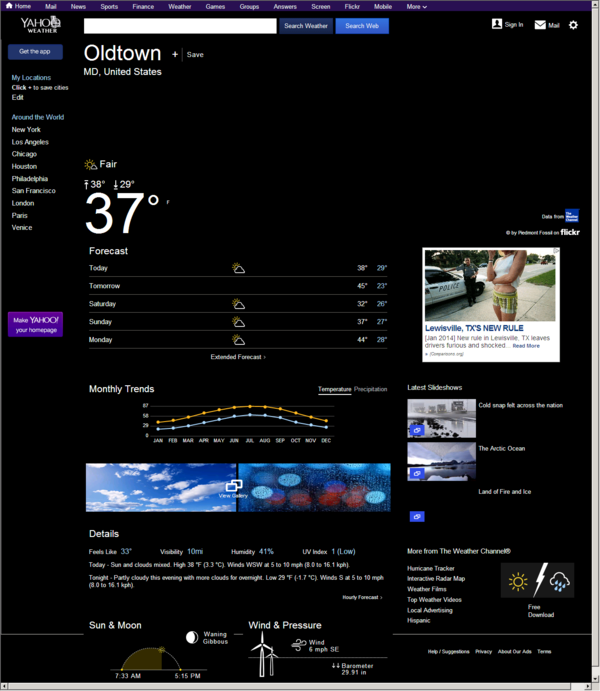 Home Mail News Sports Finance Weather Games Groups Answers Screen Flickr Mobile More
YAHOO!
WEATHER
Search Weather
Search Web
Sign In
Mail
Get the app
My Locations
Click + to save cities
Edit
Around the World
New York
Los Angeles
Chicago
Houston
Philadelphia
San Francisco
London
Paris
Venice
Make YAHOO!
your homepage
Oldtown
+ Save
MD, United States
Fair
38° 29°
37° F
Data from The Weather Channel
© by Piedmont Fossil on flickr
Forecast
Today 38° 29°
Tomorrow 45° 23°
Saturday 32° 26°
Sunday 37° 27°
Monday 44° 28°
Extended Forecast >
POLICE
Lewisville, TX'S NEW RULE
[Jan 2014] New rule in Lewisville, TX leaves
drivers furious and shocked... Read More
(Comparisons.org)
Monthly Trends
Temperature Precipitation
87
58
29
0
JAN FEB MAR APR MAY JUN JUL AUG SEP OCT NOV DEC
View Gallery
Latest Slideshows
Cold snap felt across the nation
The Arctic Ocean
Land of Fire and Ice
Details
Feels Like 33° Visibility 10mi Humidity 41% UV Index 1 (Low)
Today - Sun and clouds mixed. High 38 °F (3.3 °C). Winds WSW at 5 to 10 mph (8.0 to 16.1 kph).
Tonight - Partly cloudy this evening with more clouds for overnight. Low 29 °F (-1.7 °C). Winds S at 5 to 10 mph
(8.0 to 16.1 kph).
Hourly Forecast >
More from The Weather Channel®
Hurricane Tracker
Interactive Radar Map
Weather Films
Top Weather Videos
Local Advertising
Hispanic
Free
Download
Sun & Moon
Waning
Gibbous
7:33 AM 5:15 PM
Wind & Pressure
Wind
6 mph SE
Barometer
29.91 in
Help / Suggestions Privacy About Our Ads Terms